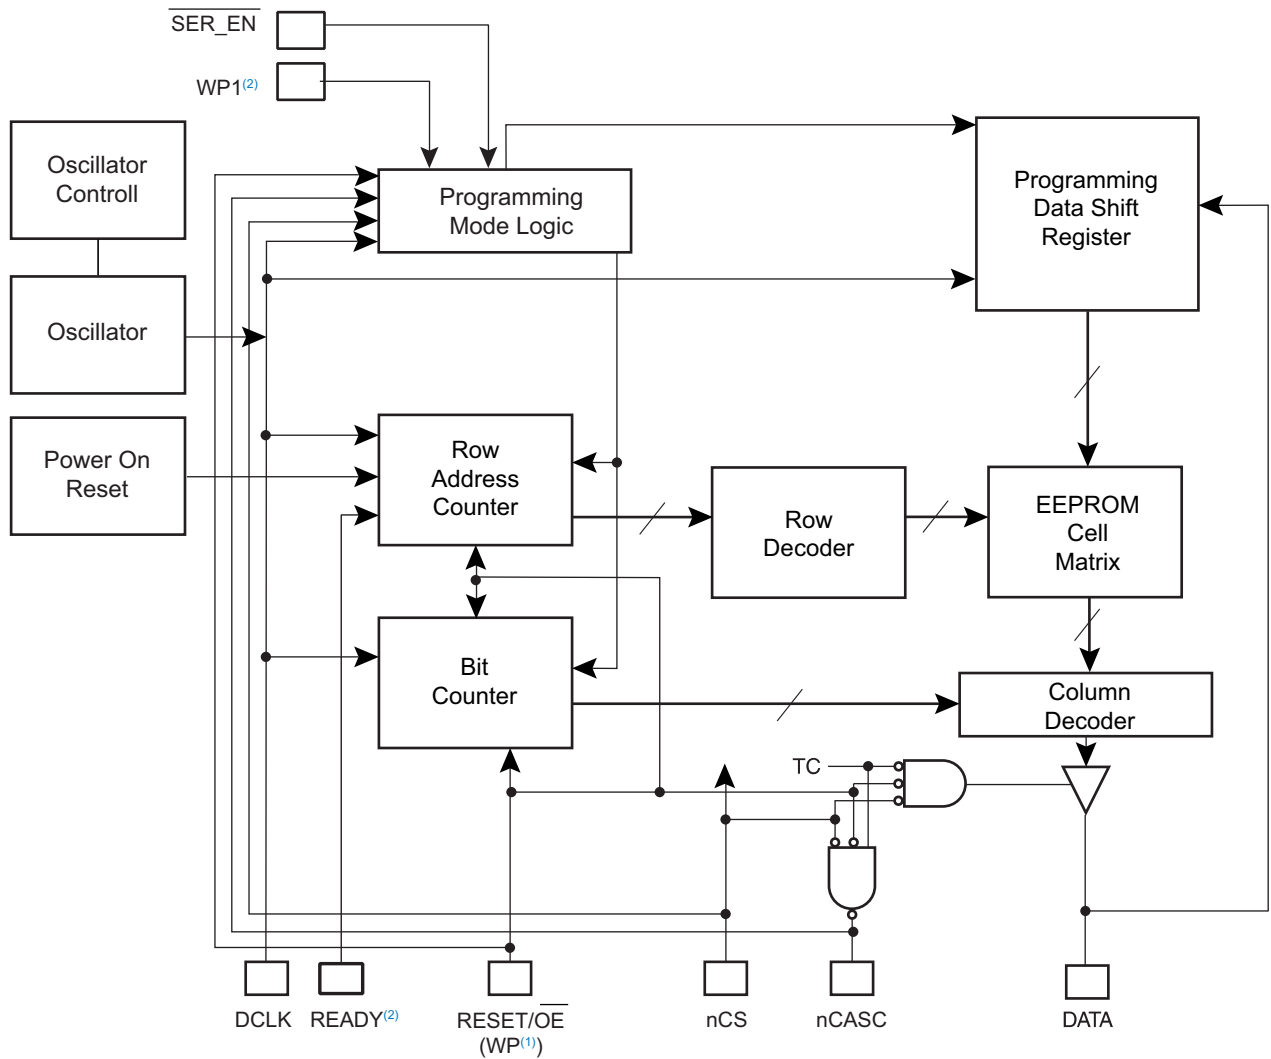 SER_EN
WP1(2)
Oscillator
Controll
Programming
Mode Logic
Programming
Data Shift
Register
Oscillator
Power On
Reset
Row
Address
Counter
Row
Decoder
EEPROM
Cell
Matrix
Bit
Counter
Column
Decoder
TC
DCLK
READY(2)
RESET/OE
(WP(1))
nCS
nCASC
DATA